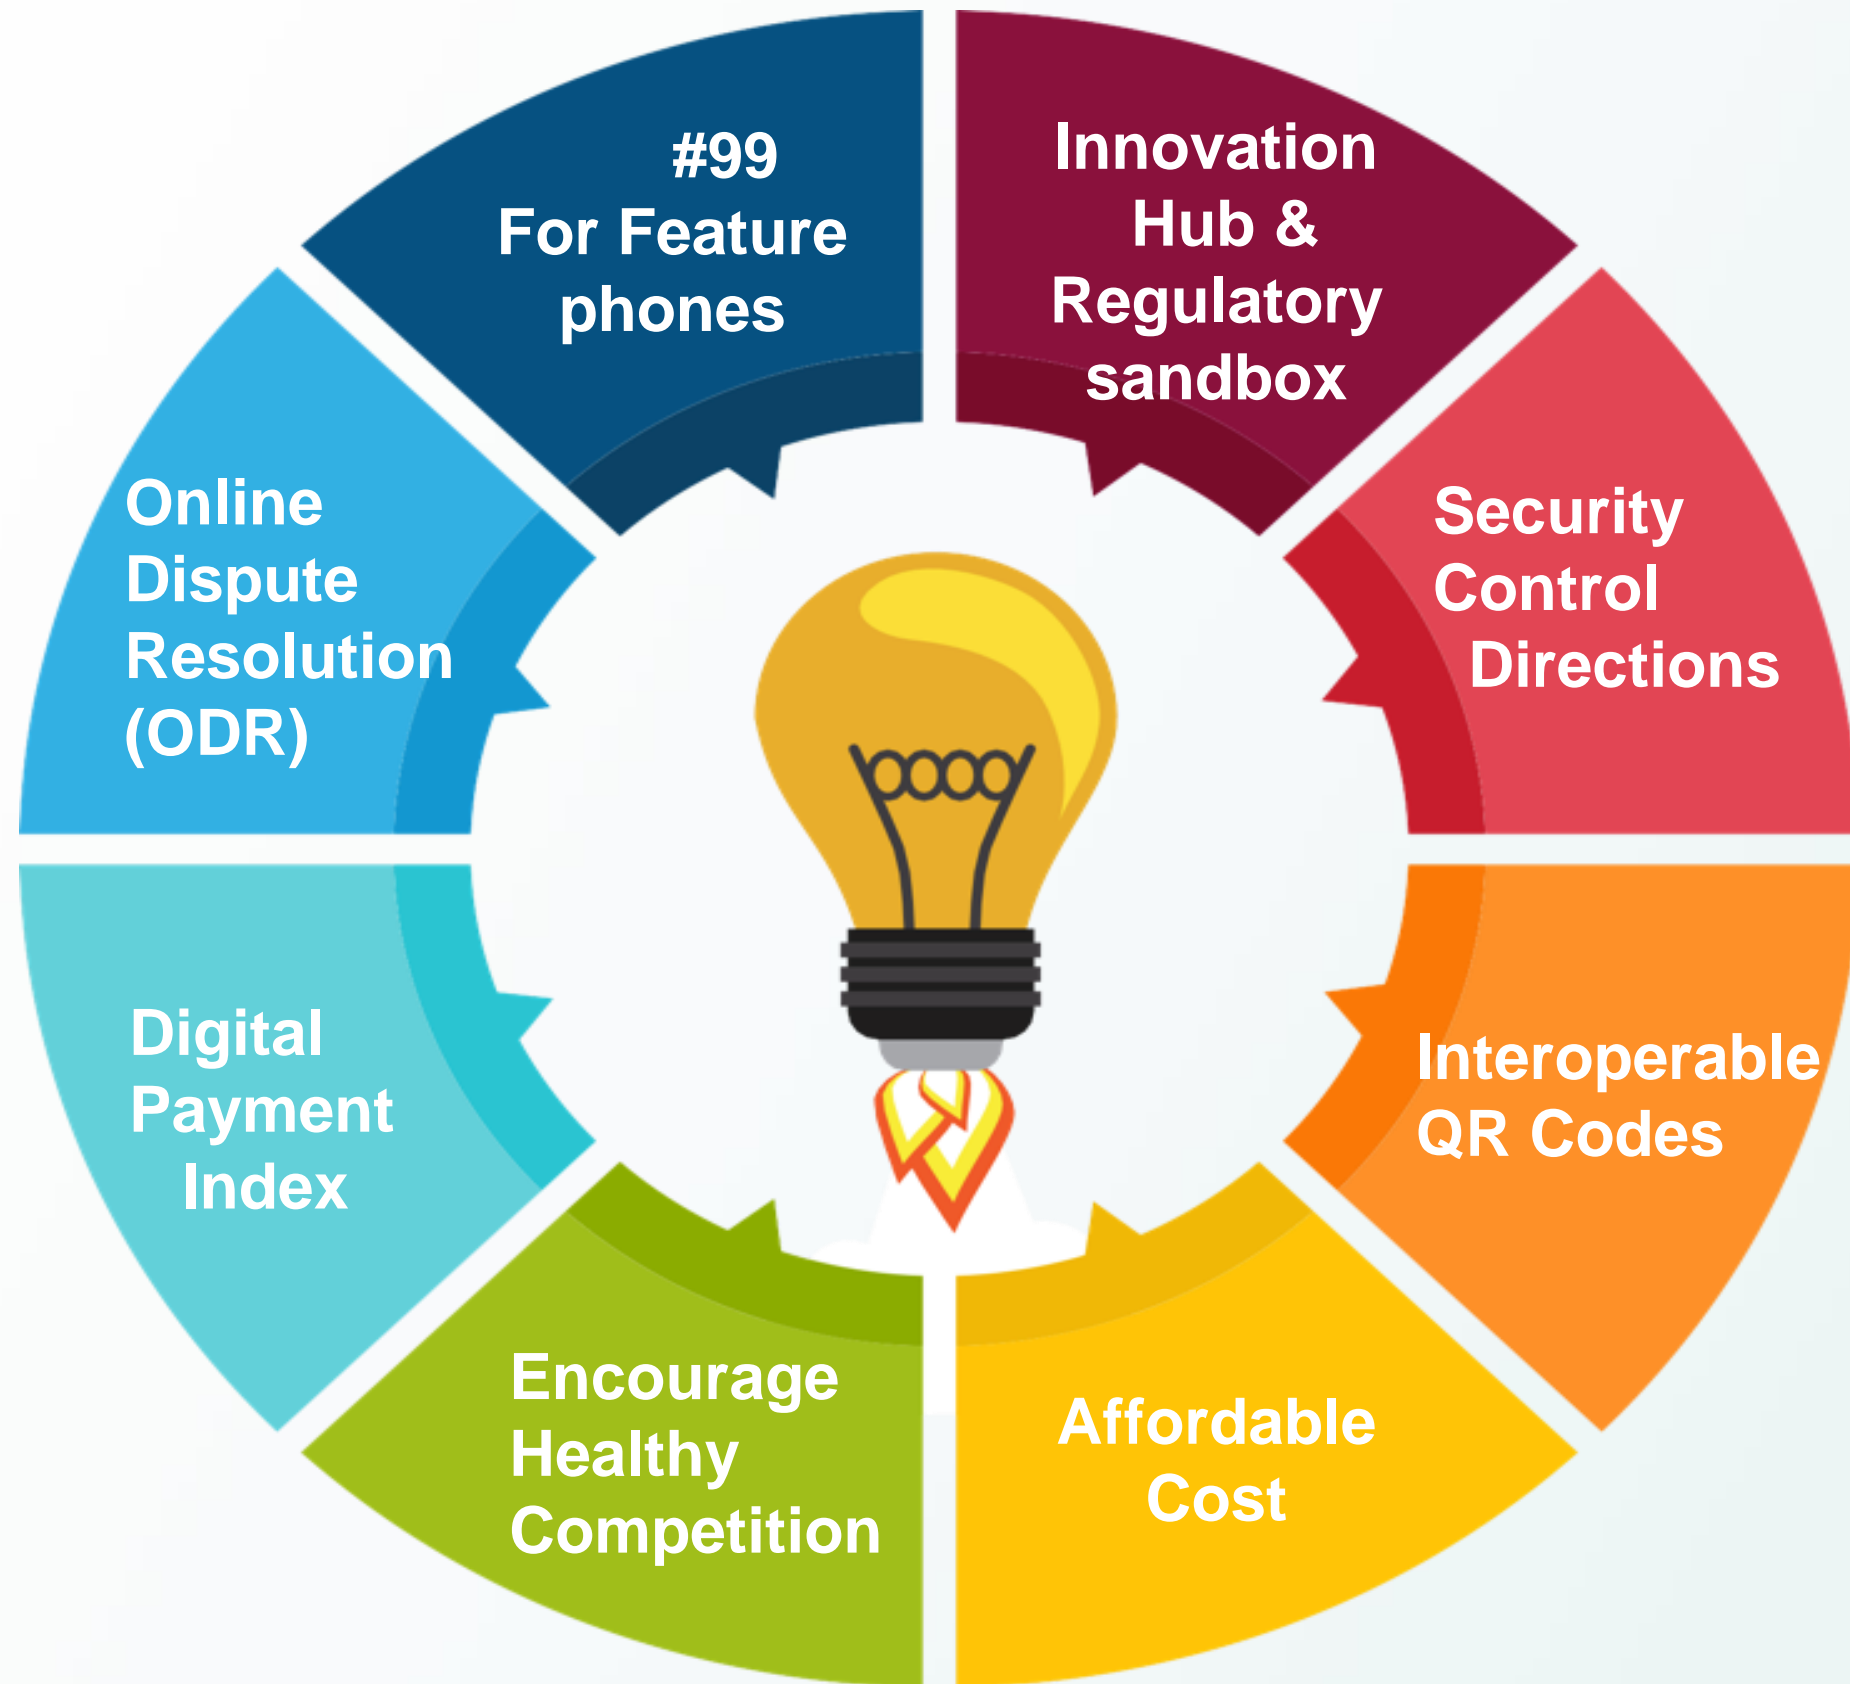 #99
For Feature
phones
Innovation
Hub &
Regulatory
sandbox
Security
Control
Directions
Interoperable
QR Codes
Affordable
Cost
Encourage
Healthy
Competition
Digital
Payment
Index
Online
Dispute
Resolution
(ODR)